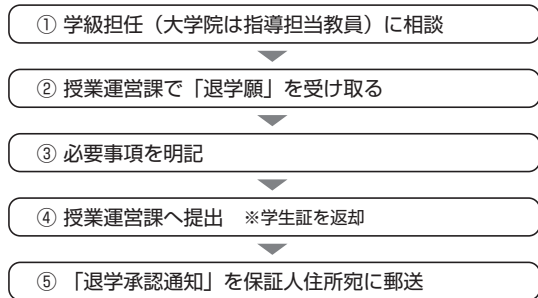 ① 学級担任（大学院は指導担当教員）に相談
② 授業運営課で「退学願」を受け取る
③ 必要事項を明記
④ 授業運営課へ提出　※学生証を返却
⑤ 「退学承認通知」を保証人住所宛に郵送